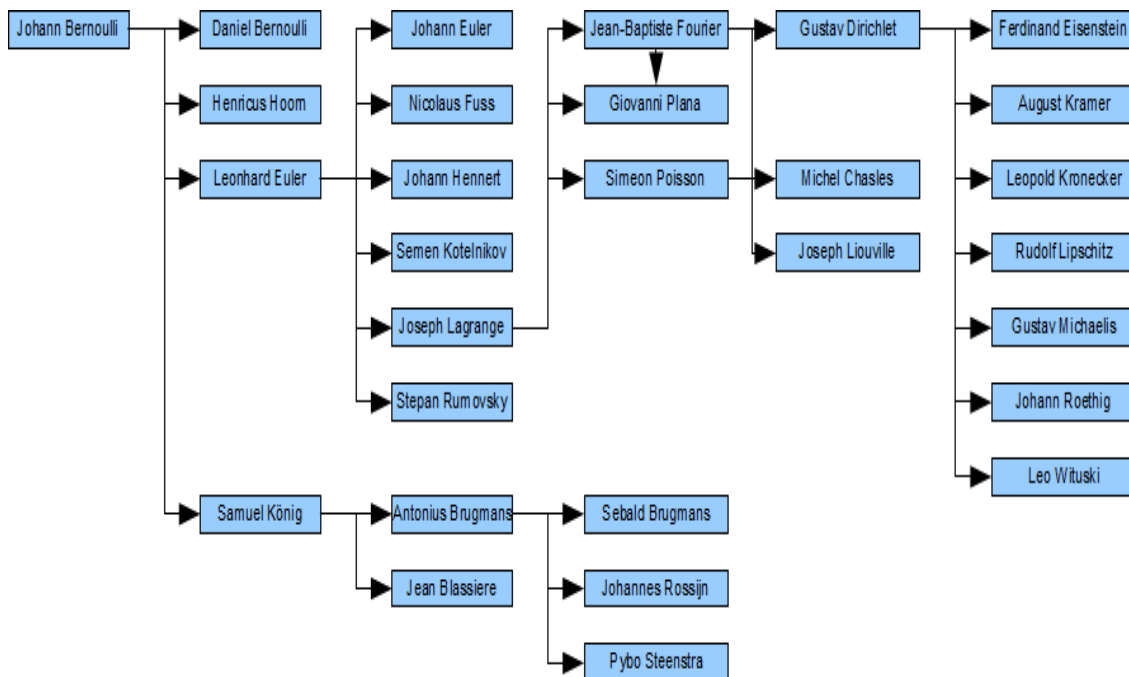 Johann Bernoulli
Daniel Bernoulli
Johann Euler
Jean-Baptiste Fourier
Gustav Dirichlet
Ferdinand Eisenstein
Henricus Hoorn
Nicolaus Fuss
Giovanni Plana
August Kramer
Leonhard Euler
Johann Hennert
Simeon Poisson
Michel Chasles
Leopold Kronecker
Semen Kotelnikov
Joseph Liouville
Rudolf Lipschitz
Joseph Lagrange
Gustav Michaelis
Stepan Rumovsky
Johann Roethig
Leo Wituski
Samuel König
Antonius Brugmans
Sebald Brugmans
Jean Blassiere
Johannes Rossijn
Pybo Steenstra